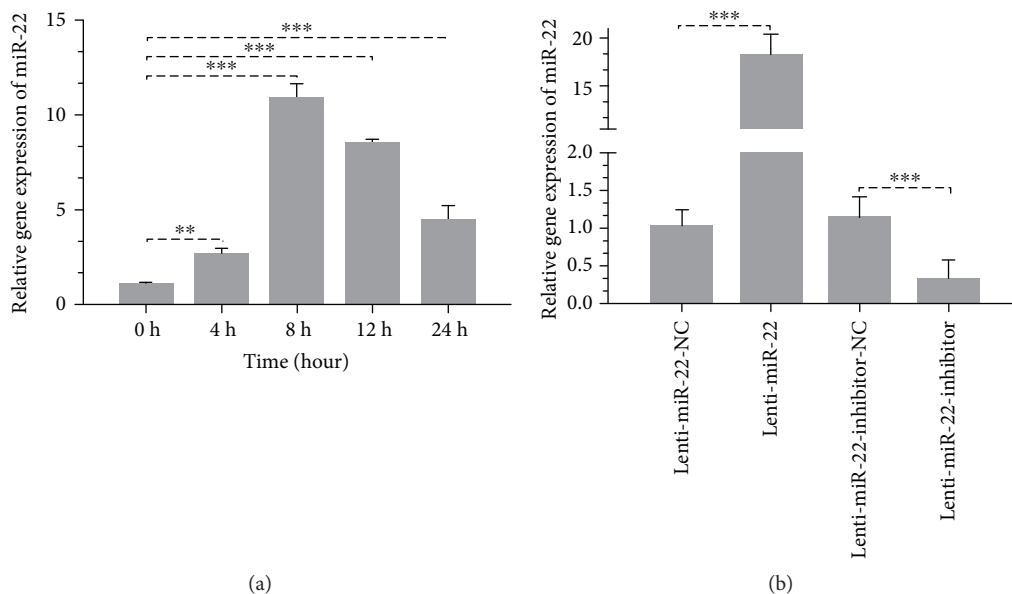 Relative gene expression of miR-22
15
10
5
0
***
***
***
**
0 h 4 h 8 h 12 h 24 h
Time (hour)
(a)
Relative gene expression of miR-22
20
15
2.0
1.5
1.0
0.5
0.0
***
***
Lenti-miR-22-NC
Lenti-miR-22
Lenti-miR-22-inhibitor-NC
Lenti-miR-22-inhibitor
(b)